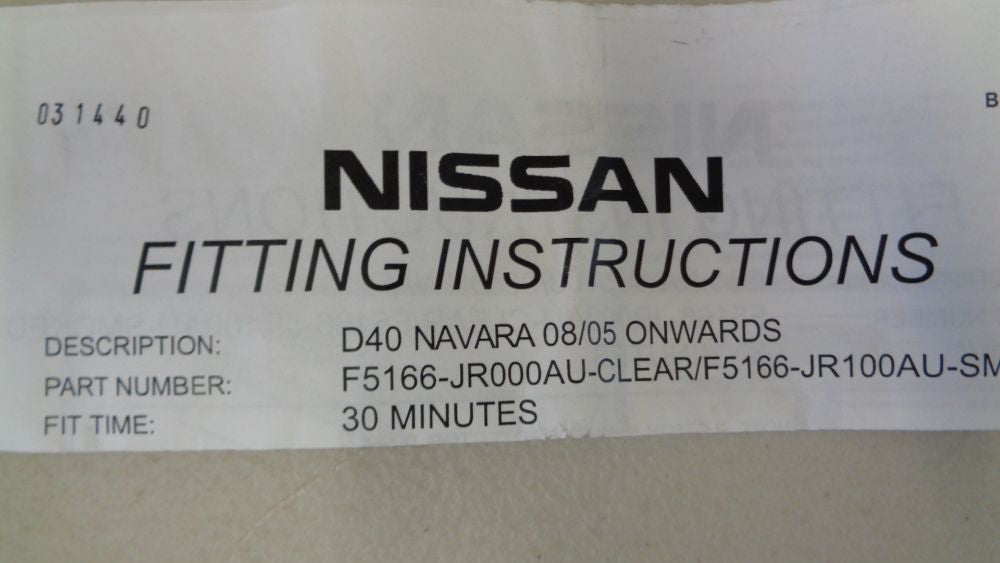 031440
B
NISSAN
FITTING INSTRUCTIONS
DESCRIPTION: D40 NAVARA 08/05 ONWARDS
PART NUMBER: F5166-JR000AU-CLEAR/F5166-JR100AU-SM
FIT TIME: 30 MINUTES